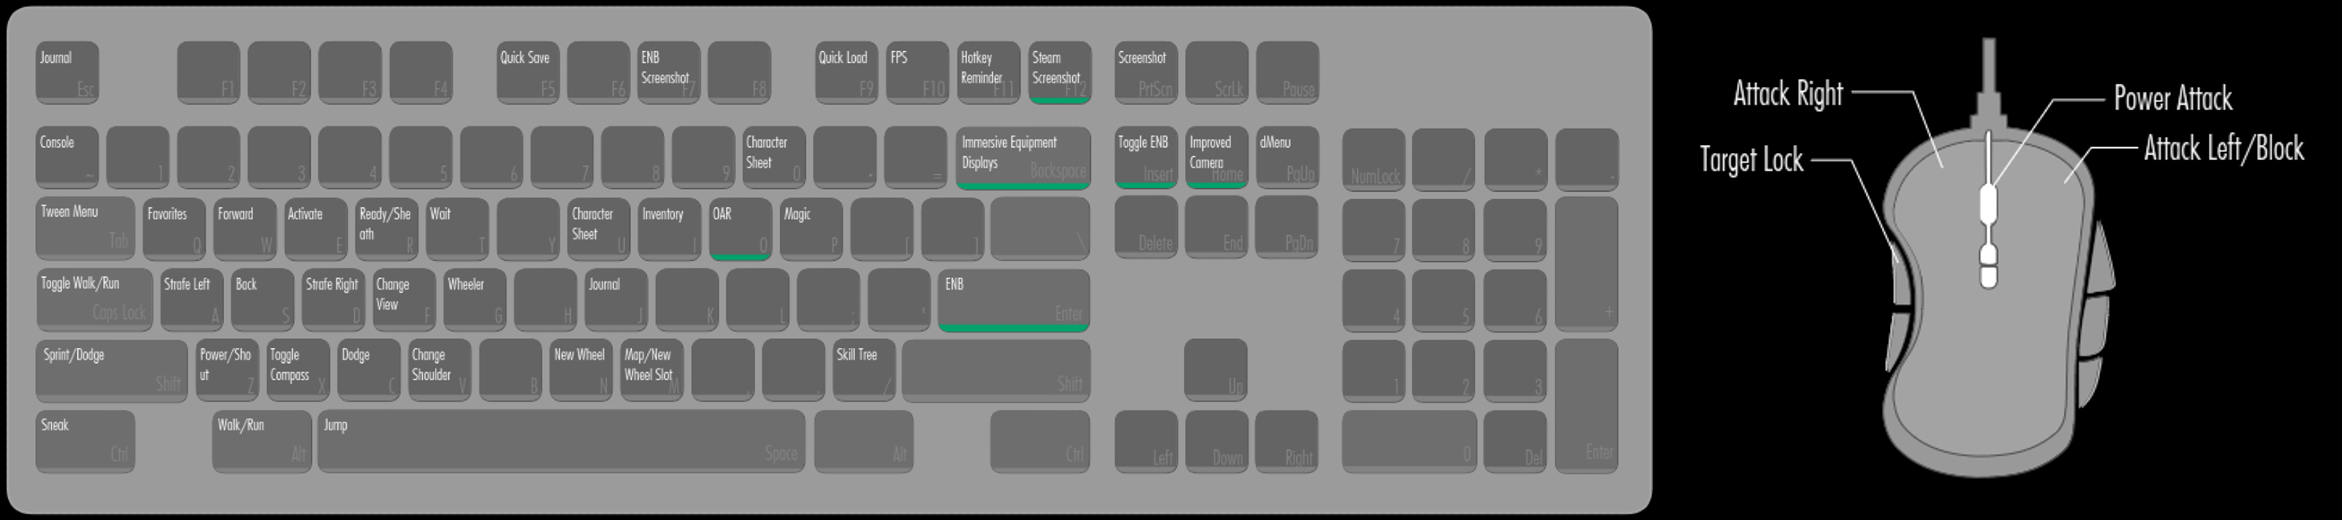 Journal
Esc
F1
F2
F3
F4
Quick Save
F5
F6
ENB
Screenshot
F7
F8
Quick Load
F9
FPS
F10
Hotkey
Reminder
F11
Steam
Screenshot
F12
Screenshot
PrtScn
ScrLk
Pause
Console
~
1
2
3
4
5
6
7
8
9
Character
Sheet
0
-
=
Immersive Equipment
Displays
Backspace
Toggle ENB
Insert
Improved
Camera
Home
dMenu
PgUp
NumLock
/
*
-
Tween Menu
Tab
Favorites
Q
Forward
W
Activate
E
Ready/She
ath
R
Wait
T
Y
Character
Sheet
U
Inventory
I
OAR
O
Magic
P
[
]
\
Delete
End
PgDn
7
8
9
+
Toggle Walk/Run
Caps Lock
Strafe Left
A
Back
S
Strafe Right
D
Change
View
F
Wheeler
G
H
Journal
J
K
L
;
'
ENB
Enter
4
5
6
Sprint/Dodge
Shift
Power/Sho
ut
Z
Toggle
Compass
X
Dodge
C
Change
Shoulder
V
B
New Wheel
N
Map/New
Wheel Slot
M
,
.
Skill Tree
/
Shift
Up
1
2
3
Enter
Sneak
Ctrl
Walk/Run
Alt
Jump
Space
Alt
Ctrl
Left
Down
Right
0
Del
Attack Right
Target Lock
Power Attack
Attack Left/Block